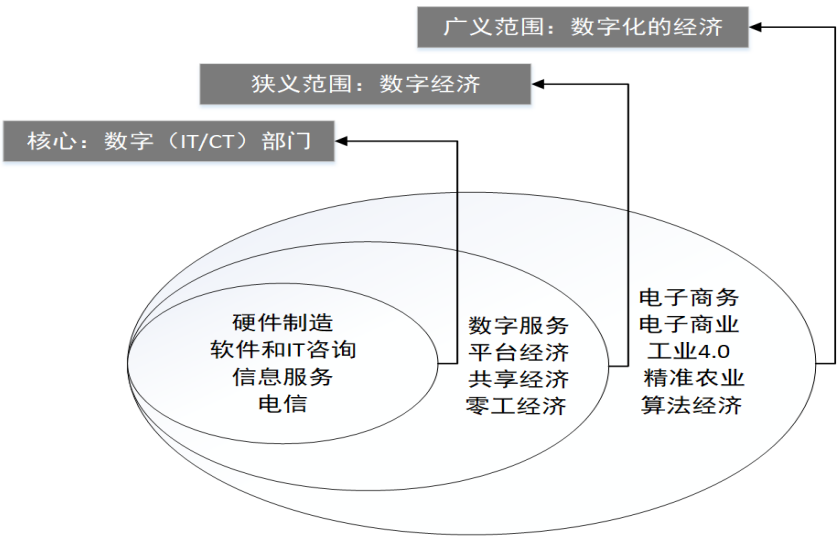 广义范围：数字化的经济
狭义范围：数字经济
核心：数字（IT/CT）部门
硬件制造
软件和IT咨询
信息服务
电信
数字服务
平台经济
共享经济
零工经济
电子商务
电子商业
工业4.0
精准农业
算法经济